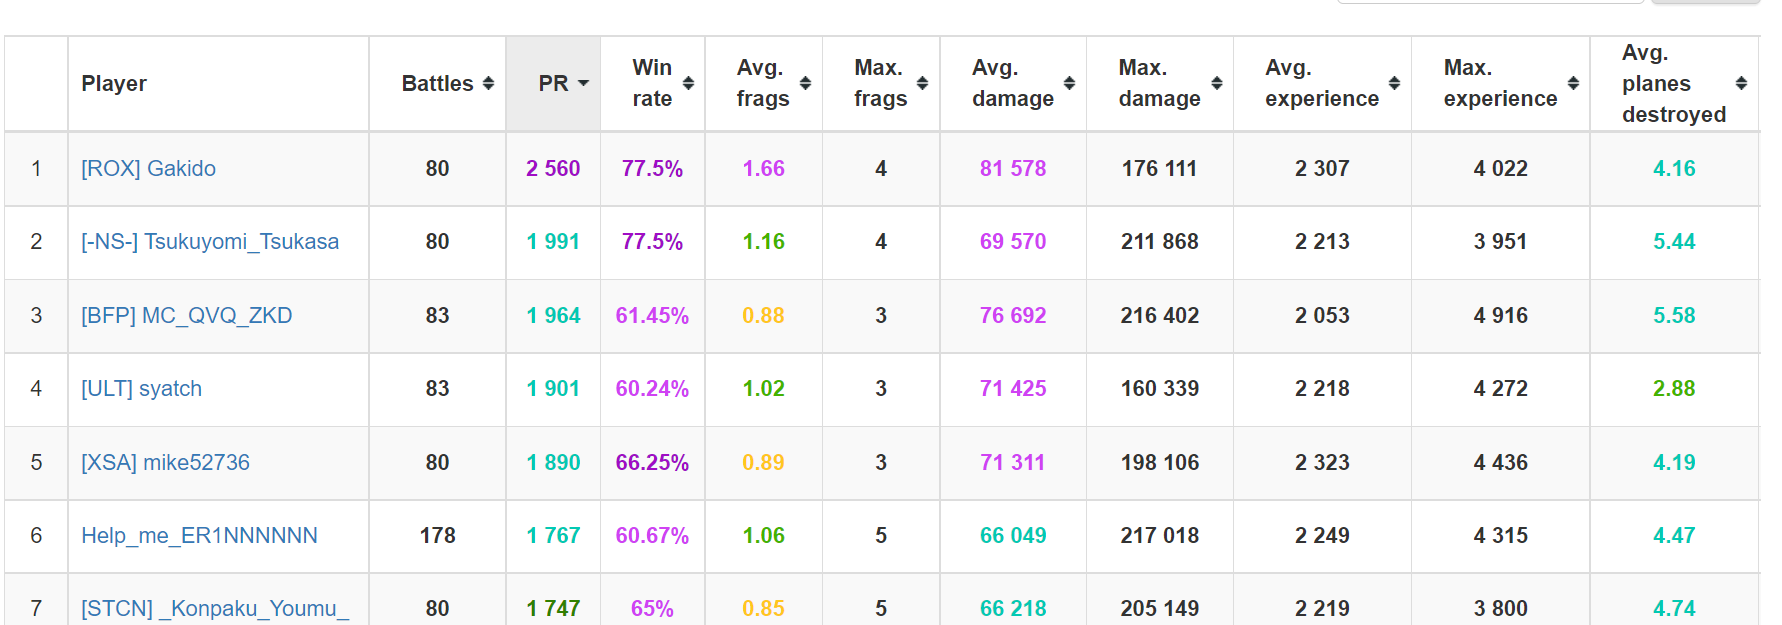 Player Battles PR Win rate Avg. frags Max. frags Avg. damage Max. damage Avg. experience Max. experience Avg. planes destroyed
1 [ROX] Gakido 80 2 560 77.5% 1.66 4 81 578 176 111 2 307 4 022 4.16
2 [-NS-] Tsukuyomi_Tsukasa 80 1 991 77.5% 1.16 4 69 570 211 868 2 213 3 951 5.44
3 [BFP] MC_QVQ_ZKD 83 1 964 61.45% 0.88 3 76 692 216 402 2 053 4 916 5.58
4 [ULT] syatch 83 1 901 60.24% 1.02 3 71 425 160 339 2 218 4 272 2.88
5 [XSA] mike52736 80 1 890 66.25% 0.89 3 71 311 198 106 2 323 4 436 4.19
6 Help_me_ER1NNNNNN 178 1 767 60.67% 1.06 5 66 049 217 018 2 249 4 315 4.47
7 [STCN] _Konpaku_Youmu_ 80 1 747 65% 0.85 5 66 218 205 149 2 219 3 800 4.74